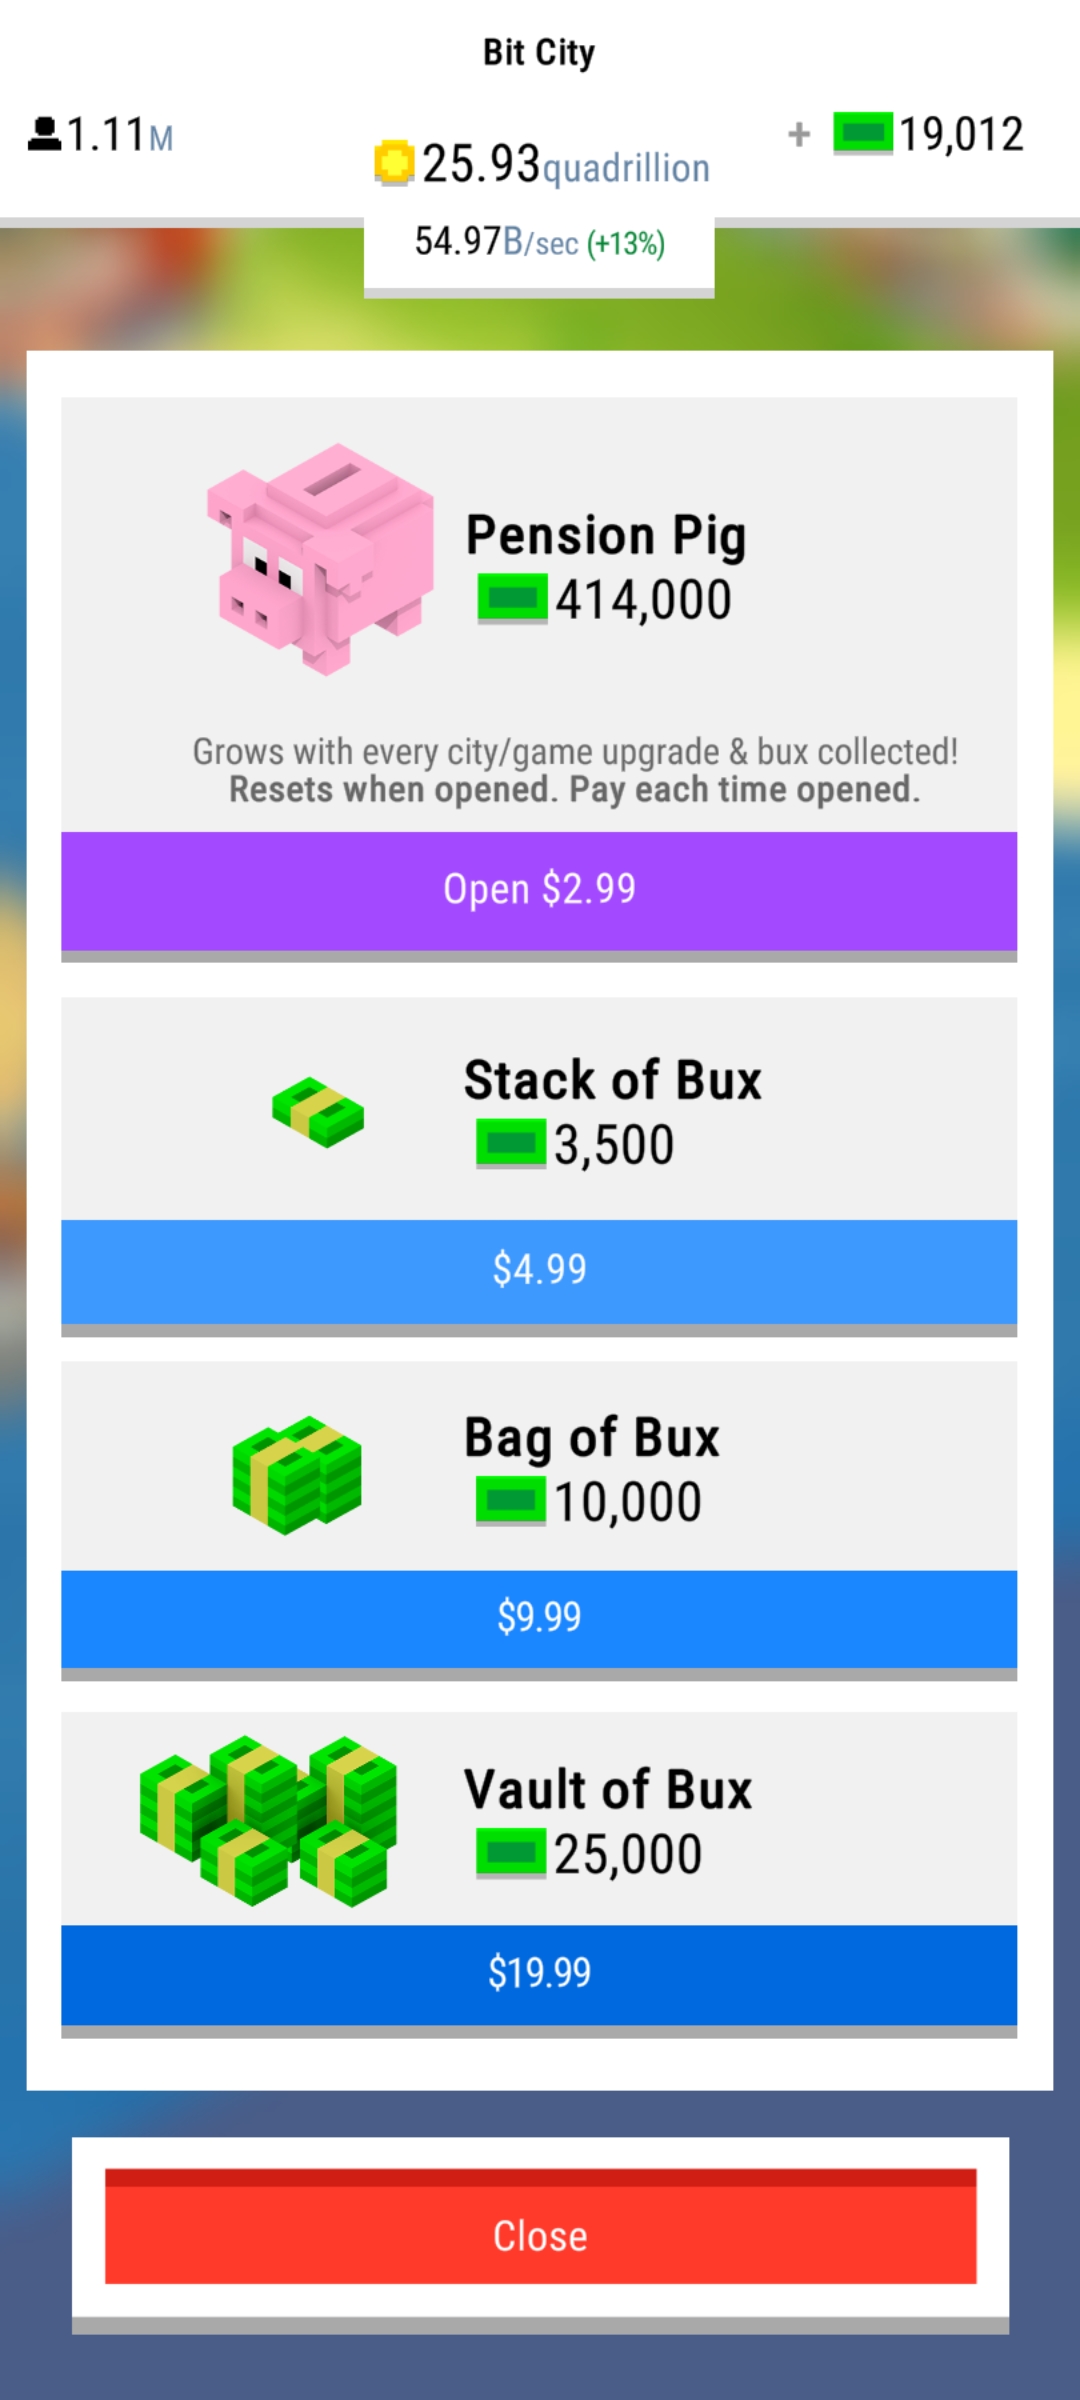 Bit City
1.11M
25.93quadrillion
+ 19,012
54.97B/sec (+13%)
Pension Pig
414,000
Grows with every city/game upgrade & bux collected!
Resets when opened. Pay each time opened.
Open $2.99
Stack of Bux
3,500
$4.99
Bag of Bux
10,000
$9.99
Vault of Bux
25,000
$19.99
Close